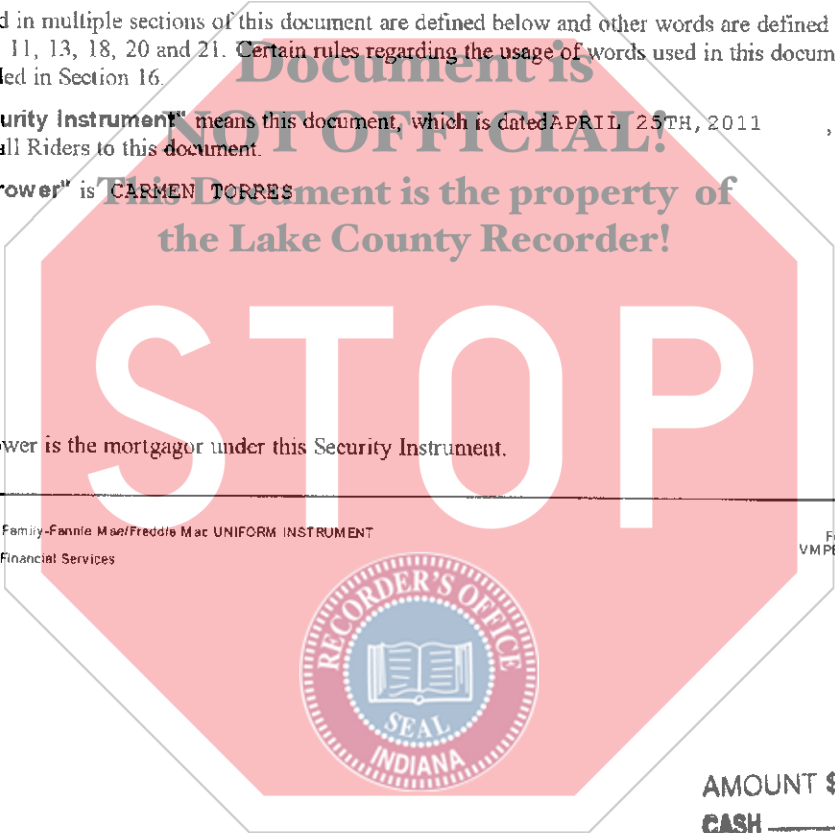 d in multiple sections of this document are defined below and other words are defined
11, 13, 18, 20 and 21. Certain rules regarding the usage of words used in this docum
led in Section 16.
Document is
urity Instrument" means this document, which is datedAPRIL 25TH, 2011 ,
NOT OFFICIAL!
all Riders to this document.
rower" is CARMEN TORRES
This Document is the property of
the Lake County Recorder!
STOP
ower is the mortgagor under this Security Instrument.
Family-Fannie Mae/Freddie Mac UNIFORM INSTRUMENT
Financial Services
VMP
RECORDER'S OFFICE
SEAL
INDIANA
AMOUNT $
CASH